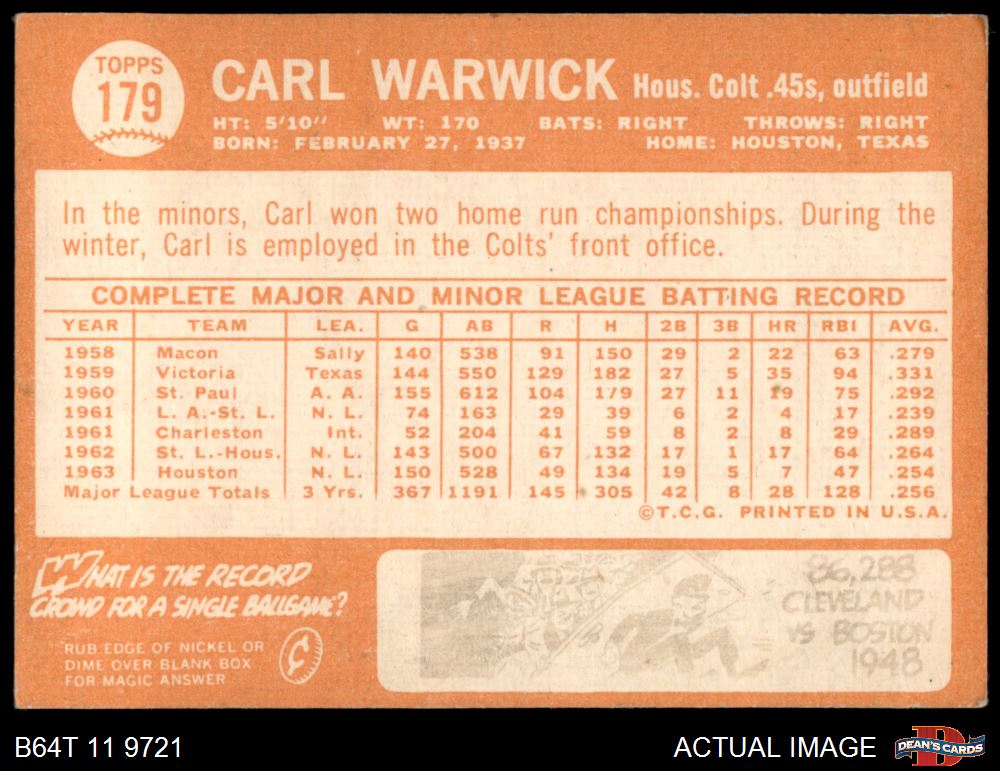 TOPPS
179
CARL WARWICK Hous. Colt .45s, outfield
HT: 5'10" WT: 170 BATS: RIGHT THROWS: RIGHT
BORN: FEBRUARY 27, 1937 HOME: HOUSTON, TEXAS
In the minors, Carl won two home run championships. During the
winter, Carl is employed in the Colts' front office.
COMPLETE MAJOR AND MINOR LEAGUE BATTING RECORD
YEAR TEAM LEA. G AB R H 2B 3B HR RBI AVG.
1958 Macon Sally 140 538 91 150 29 2 22 63 .279
1959 Victoria Texas 144 550 129 182 27 5 35 94 .331
1960 St. Paul A. A. 155 612 104 179 27 11 19 75 .292
1961 L. A.-St. L. N. L. 74 163 29 39 6 2 4 17 .239
1961 Charleston Int. 52 204 41 59 8 2 8 29 .289
1962 St. L.-Hous. N. L. 143 500 67 132 17 1 17 64 .264
1963 Houston N. L. 150 528 49 134 19 5 7 47 .254
Major League Totals 3 Yrs. 367 1191 145 305 42 8 28 128 .256
©T.C.G. PRINTED IN U.S.A.
WHAT IS THE RECORD
CROWD FOR A SINGLE BALLGAME?
RUB EDGE OF NICKEL OR
DIME OVER BLANK BOX
FOR MAGIC ANSWER
86,288
CLEVELAND
VS BOSTON
1948
B64T 11 9721
ACTUAL IMAGE
DEAN'S CARDS